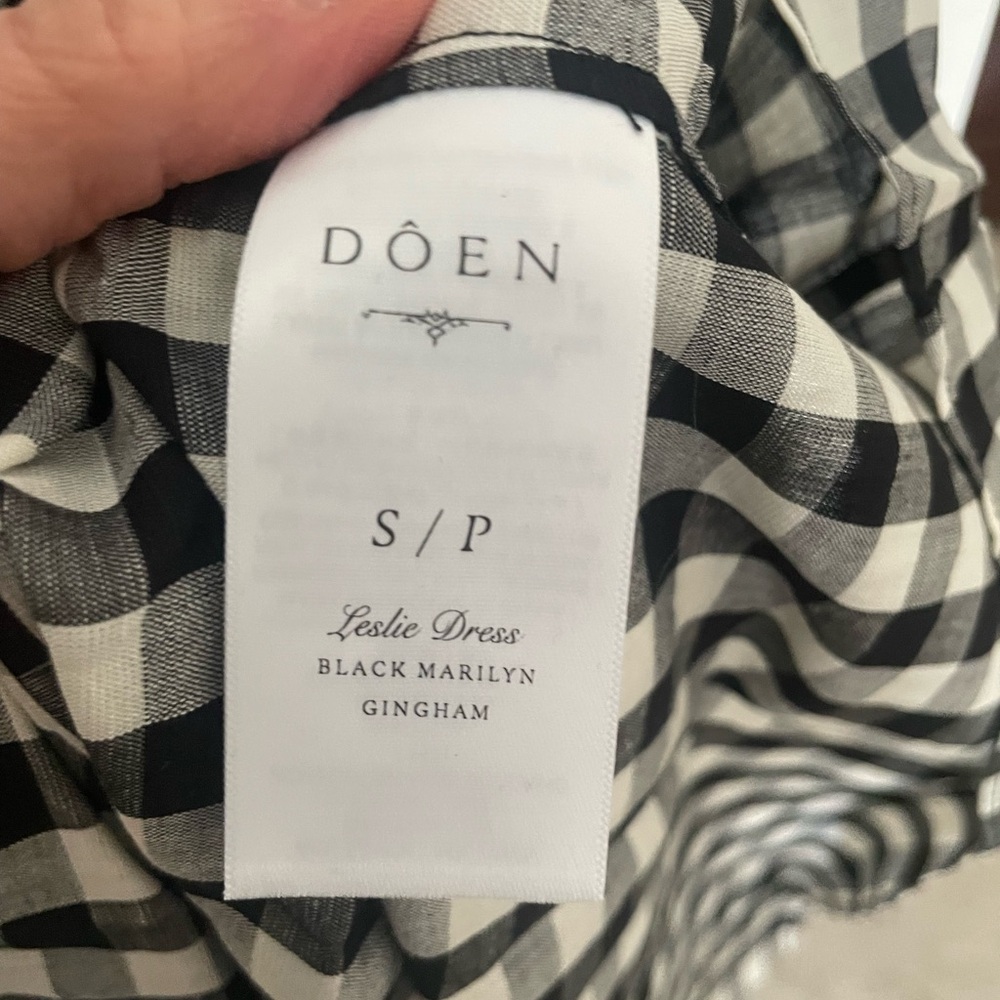 DÔEN
S / P
Leslie Dress
BLACK MARILYN
GINGHAM